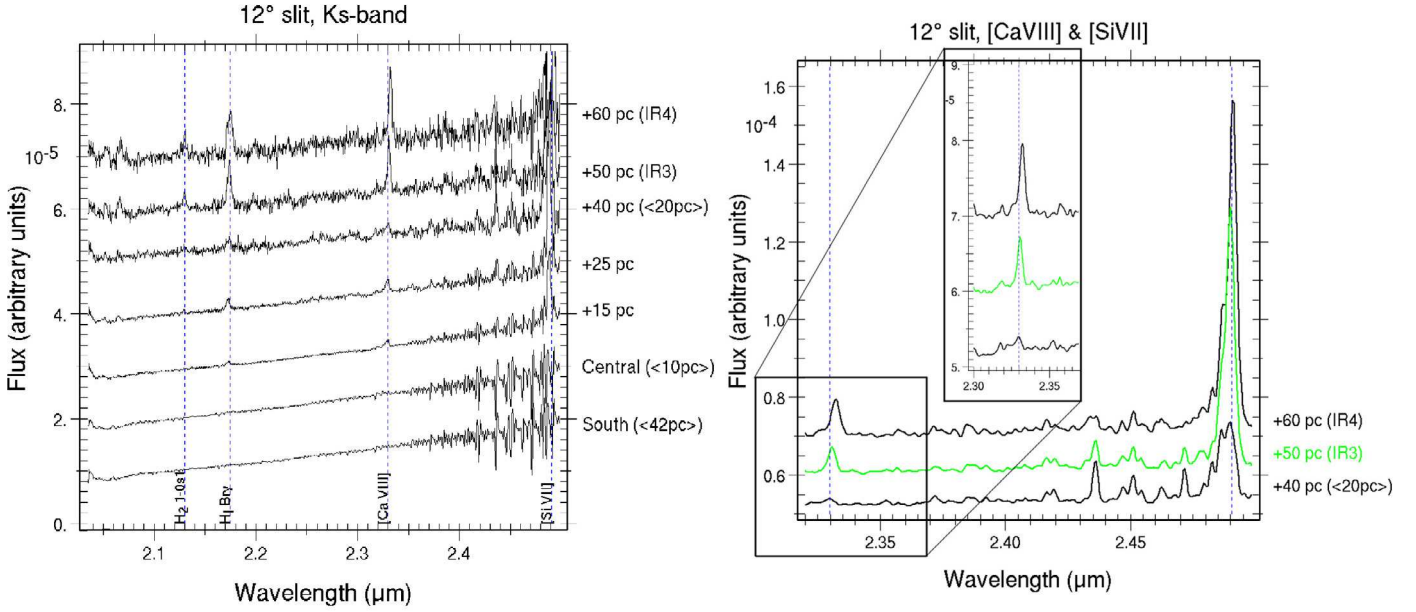 12° slit, Ks-band
8.
10-5
6.
4.
2.
0.
Flux (arbitrary units)
+60 pc (IR4)
+50 pc (IR3)
+40 pc (<20pc>)
+25 pc
+15 pc
Central (<10pc>)
South (<42pc>)
H2 1-0s1
HI Brγ
[Ca VIII]
[Si VII]
2.1
2.2
2.3
2.4
Wavelength (μm)
12° slit, [CaVIII] & [SiVII]
1.6
10-4
1.4
1.2
1.0
0.8
0.6
Flux (arbitrary units)
9.
-5
8.
7.
6.
5.
2.30
2.35
+60 pc (IR4)
+50 pc (IR3)
+40 pc (<20pc>)
2.35
2.40
2.45
Wavelength (μm)